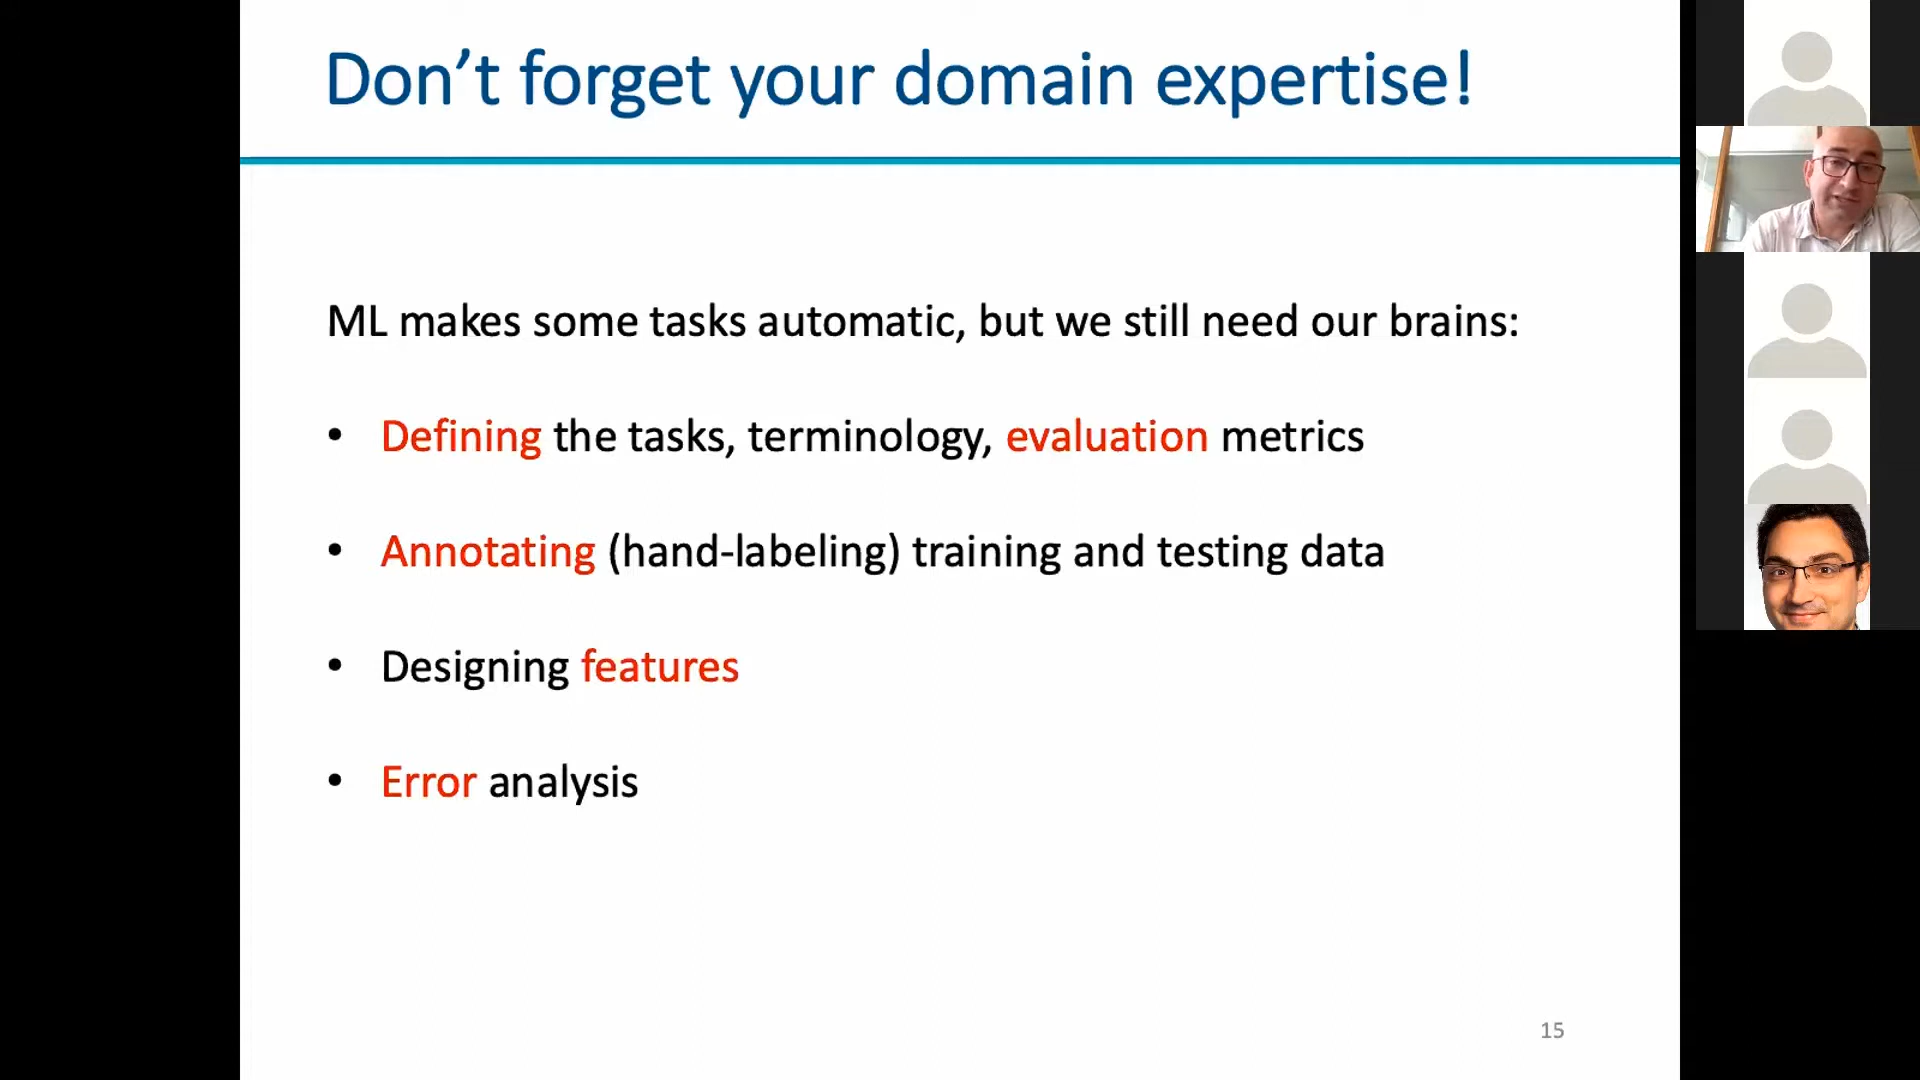 Don’t forget your domain expertise!
ML makes some tasks automatic, but we still need our brains:
• Defining the tasks, terminology, evaluation metrics
• Annotating (hand-labeling) training and testing data
• Designing features
• Error analysis
15